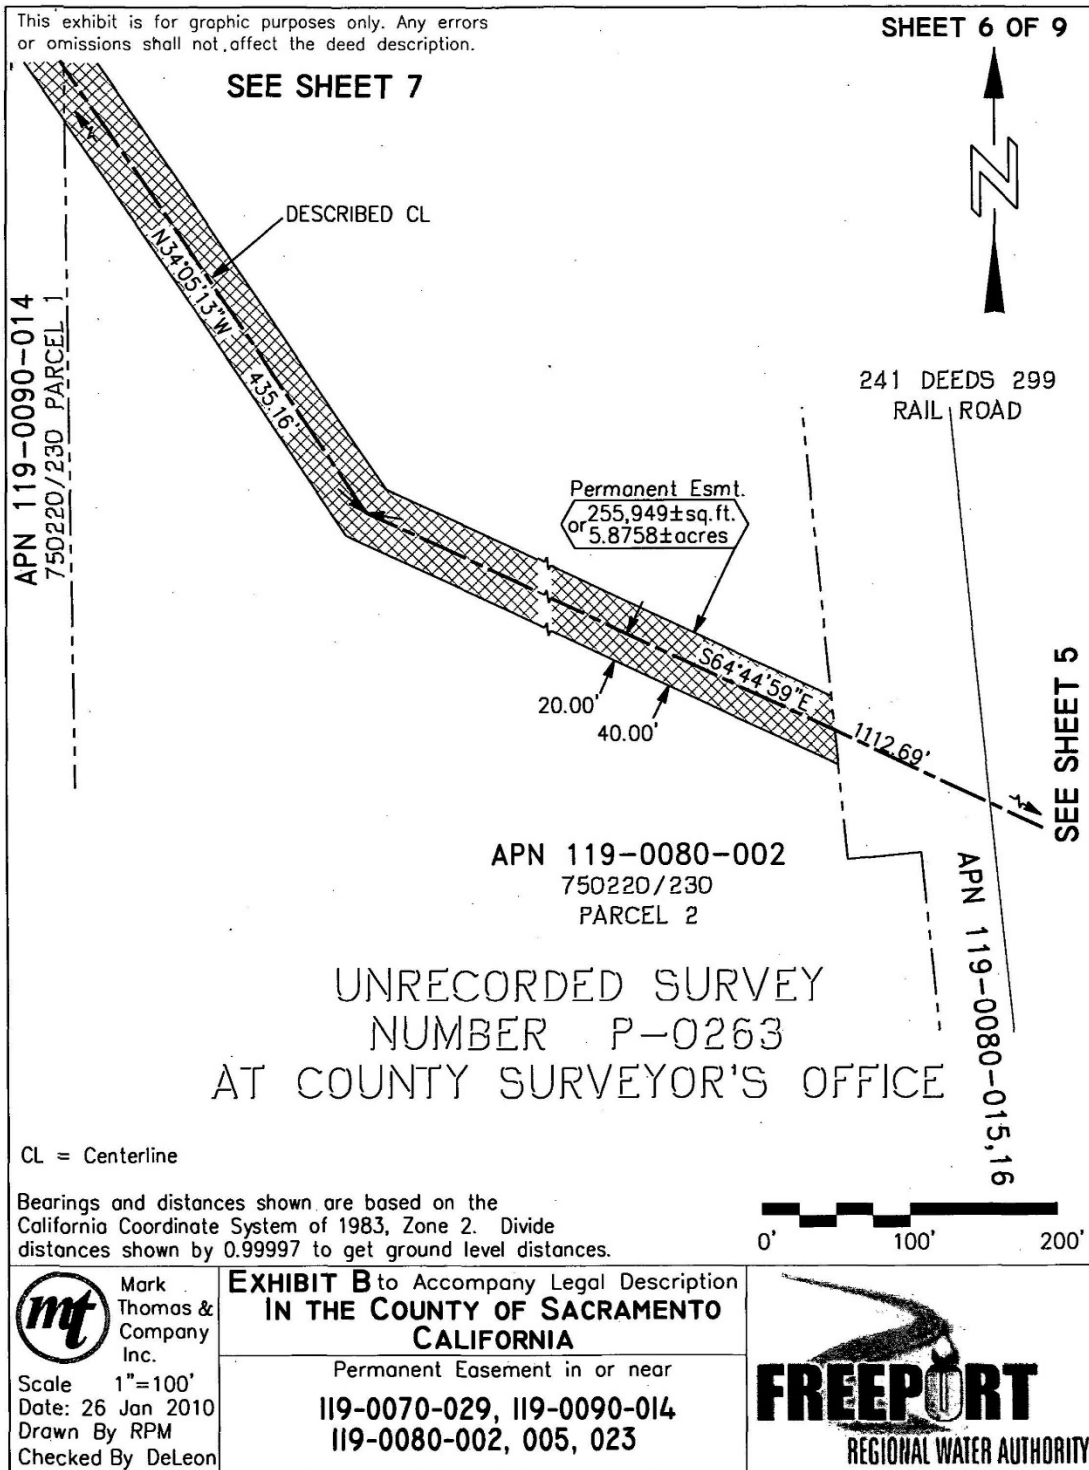 This exhibit is for graphic purposes only. Any errors
or omissions shall not affect the deed description.
SHEET 6 OF 9
SEE SHEET 7
N
DESCRIBED CL
N34°05'13"W
435.16'
APN 119-0090-014
750220/230 PARCEL 1
241 DEEDS 299
RAIL ROAD
Permanent Esmt.
255,949±sq.ft.
or 5.8758±acres
S64°44'59"E
1112.69'
20.00'
40.00'
SEE SHEET 5
APN 119-0080-002
750220/230
PARCEL 2
APN 119-0080-015,16
UNRECORDED SURVEY
NUMBER P-0263
AT COUNTY SURVEYOR'S OFFICE
CL = Centerline
Bearings and distances shown are based on the
California Coordinate System of 1983, Zone 2. Divide
distances shown by 0.99997 to get ground level distances.
0' 100' 200'
mt
Mark
Thomas &
Company
Inc.
Scale 1"=100'
Date: 26 Jan 2010
Drawn By RPM
Checked By DeLeon
EXHIBIT B to Accompany Legal Description
IN THE COUNTY OF SACRAMENTO
CALIFORNIA
Permanent Easement in or near
119-0070-029, 119-0090-014
119-0080-002, 005, 023
FREEPORT
REGIONAL WATER AUTHORITY